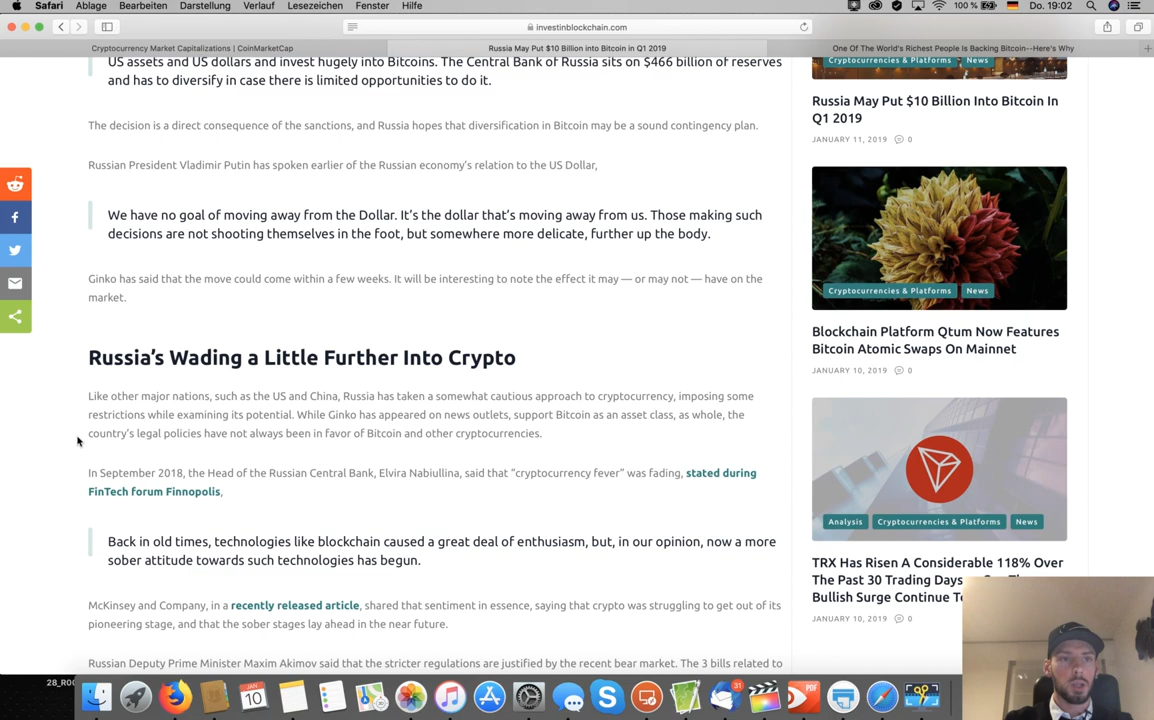 Safari Ablage Bearbeiten Darstellung Verlauf Lesezeichen Fenster Hilfe
100 % Do. 19:02
investinblockchain.com
Cryptocurrency Market Capitalizations | CoinMarketCap
Russia May Put $10 Billion into Bitcoin in Q1 2019
One Of The World's Richest People Is Backing Bitcoin--Here's Why
US assets and US dollars and invest hugely into Bitcoins. The Central Bank of Russia sits on $466 billion of reserves
and has to diversify in case there is limited opportunities to do it.
The decision is a direct consequence of the sanctions, and Russia hopes that diversification in Bitcoin may be a sound contingency plan.
Russian President Vladimir Putin has spoken earlier of the Russian economy's relation to the US Dollar,
We have no goal of moving away from the Dollar. It's the dollar that's moving away from us. Those making such
decisions are not shooting themselves in the foot, but somewhere more delicate, further up the body.
Ginko has said that the move could come within a few weeks. It will be interesting to note the effect it may — or may not — have on the
market.
Russia's Wading a Little Further Into Crypto
Like other major nations, such as the US and China, Russia has taken a somewhat cautious approach to cryptocurrency, imposing some
restrictions while examining its potential. While Ginko has appeared on news outlets, support Bitcoin as an asset class, as whole, the
country's legal policies have not always been in favor of Bitcoin and other cryptocurrencies.
In September 2018, the Head of the Russian Central Bank, Elvira Nabiullina, said that "cryptocurrency fever" was fading, stated during
FinTech forum Finnopolis,
Back in old times, technologies like blockchain caused a great deal of enthusiasm, but, in our opinion, now a more
sober attitude towards such technologies has begun.
McKinsey and Company, in a recently released article, shared that sentiment in essence, saying that crypto was struggling to get out of its
pioneering stage, and that the sober stages lay ahead in the near future.
Russian Deputy Prime Minister Maxim Akimov said that the stricter regulations are justified by the recent bear market. The 3 bills related to
Cryptocurrencies & Platforms News
Russia May Put $10 Billion Into Bitcoin In
Q1 2019
JANUARY 11, 2019 0
Cryptocurrencies & Platforms News
Blockchain Platform Qtum Now Features
Bitcoin Atomic Swaps On Mainnet
JANUARY 10, 2019 0
Analysis Cryptocurrencies & Platforms News
TRX Has Risen A Considerable 118% Over
The Past 30 Trading Days
Bullish Surge Continue
JANUARY 10, 2019 0
JAN
10
31
PDF